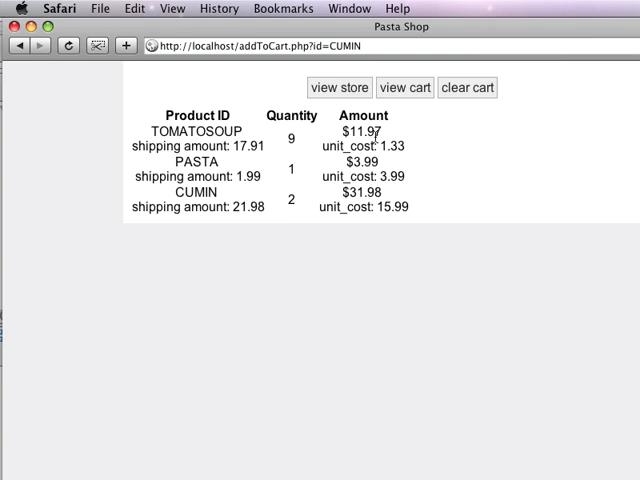 Safari File Edit View History Bookmarks Window Help
Pasta Shop
http://localhost/addToCart.php?id=CUMIN
view store view cart clear cart
Product ID Quantity Amount
TOMATOSOUP 9 $11.97
shipping amount: 17.91 unit_cost: 1.33
PASTA 1 $3.99
shipping amount: 1.99 unit_cost: 3.99
CUMIN 2 $31.98
shipping amount: 21.98 unit_cost: 15.99